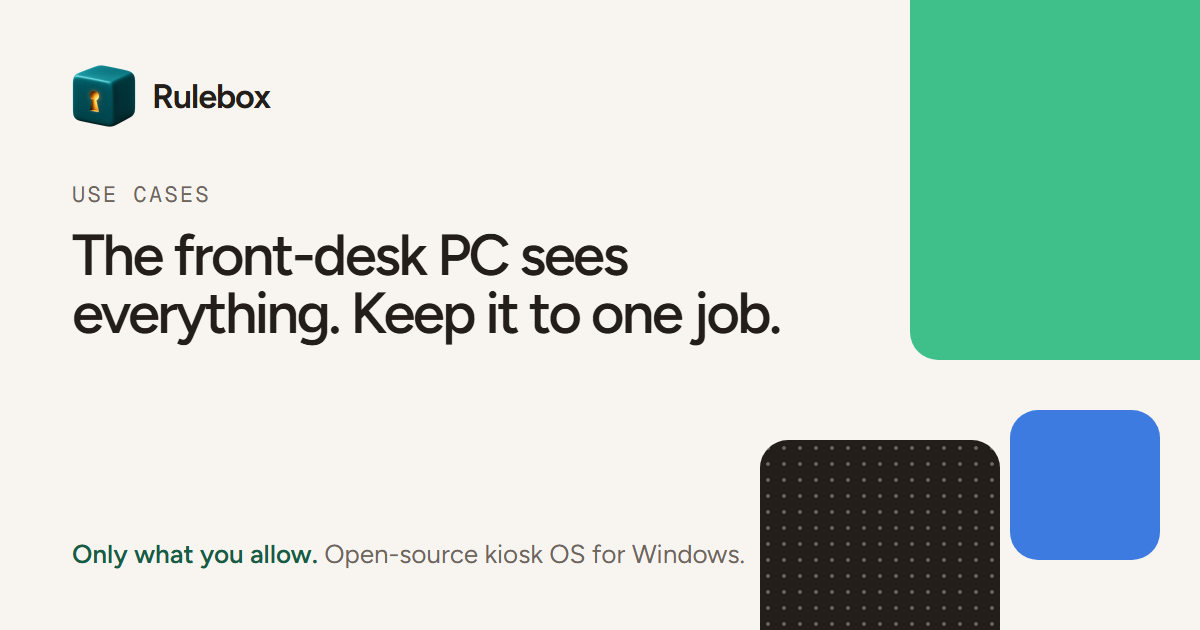 Rulebox
USE CASES
The front-desk PC sees
everything. Keep it to one job.
Only what you allow. Open-source kiosk OS for Windows.